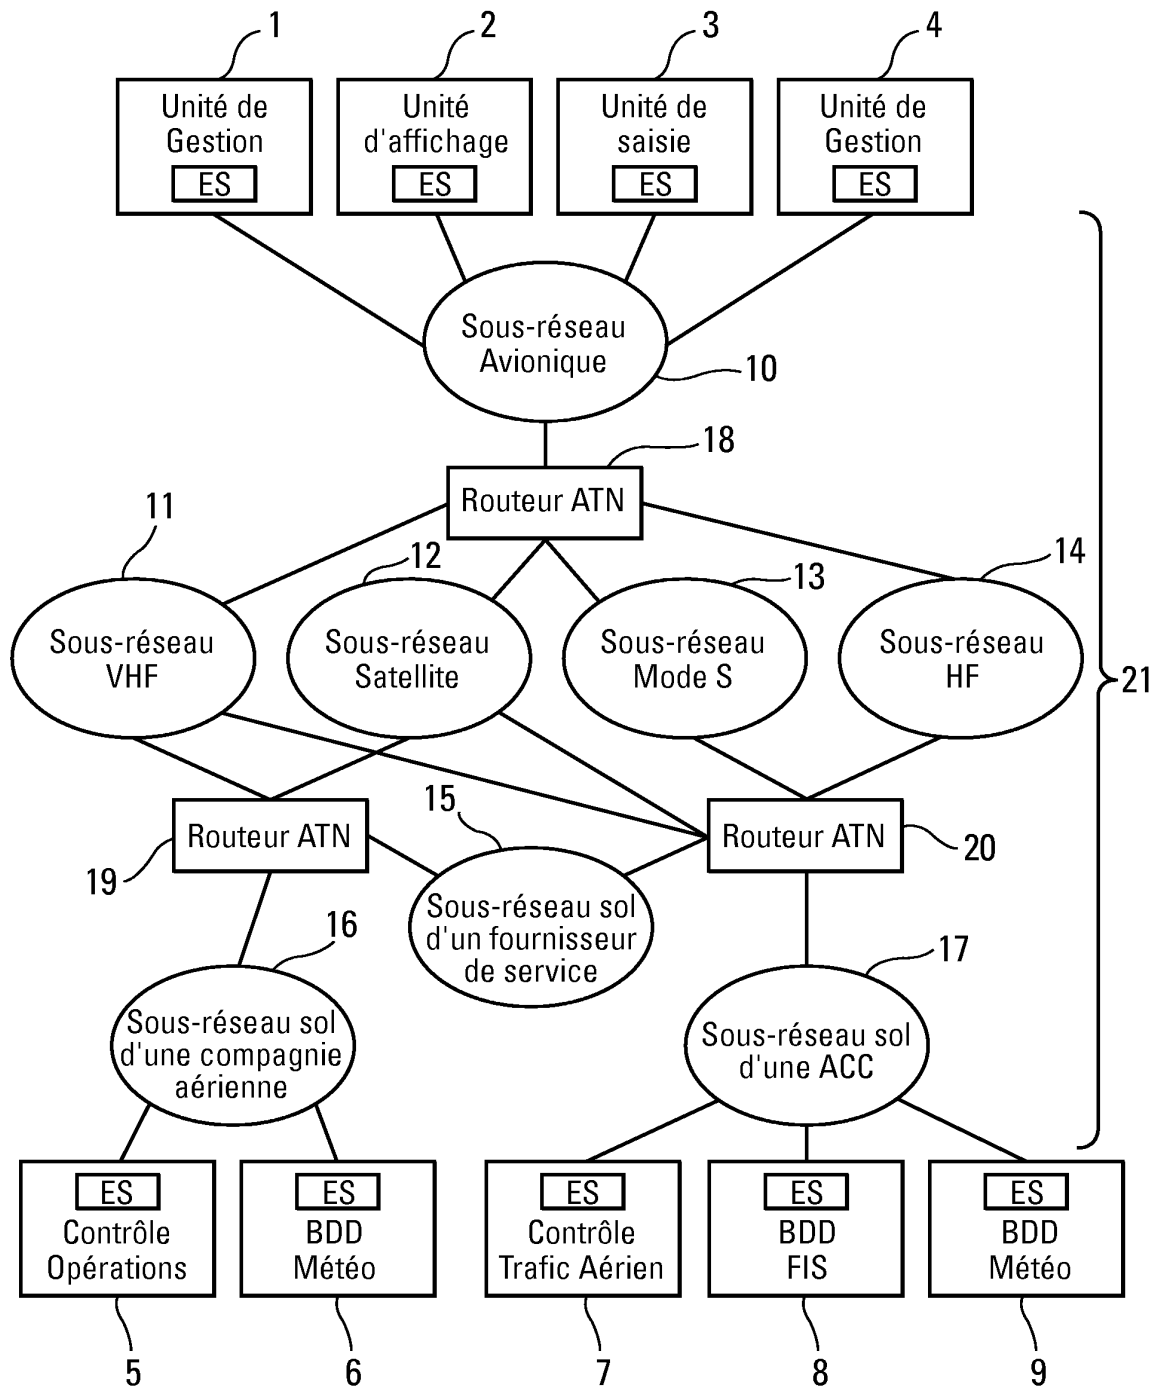 1
2
3
4
Unité de
Gestion
ES
Unité
d'affichage
ES
Unité de
saisie
ES
Unité de
Gestion
ES
Sous-réseau
Avionique
10
18
Routeur ATN
11
12
13
14
Sous-réseau
VHF
Sous-réseau
Satellite
Sous-réseau
Mode S
Sous-réseau
HF
21
15
Routeur ATN
19
Routeur ATN
20
Sous-réseau sol
d'un fournisseur
de service
16
17
Sous-réseau sol
d'une compagnie
aérienne
Sous-réseau sol
d'une ACC
ES
Contrôle
Opérations
ES
BDD
Météo
ES
Contrôle
Trafic Aérien
ES
BDD
FIS
ES
BDD
Météo
5
6
7
8
9